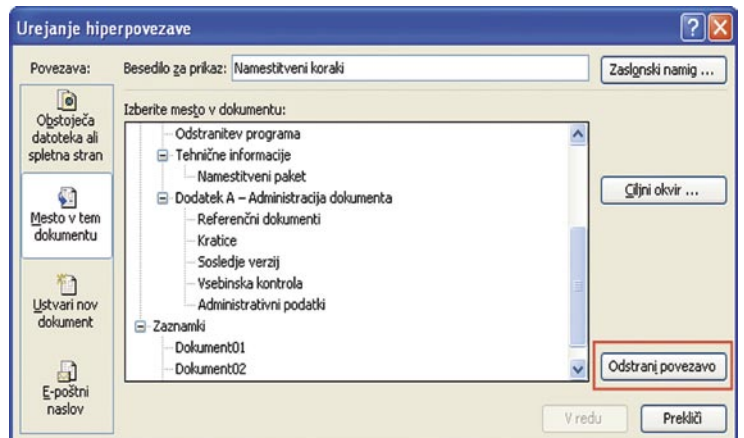 Urejanje hiperpovezave
Povezava:
Besedilo za prikaz: Namestitveni koraki
Zaslonski namig ...
Obstoječa
datoteka ali
spletna stran
Mesto v tem
dokumentu
Ustvari nov
dokument
E-poštni
naslov
Izberite mesto v dokumentu:
Odstranitev programa
Tehnične informacije
Namestitveni paket
Dodatek A – Administracija dokumenta
Referenčni dokumenti
Kratice
Sosledje verzij
Vsebinska kontrola
Administrativni podatki
Zaznamki
Dokument01
Dokument02
Ciljni okvir ...
Odstrani povezavo
V redu
Prekliči